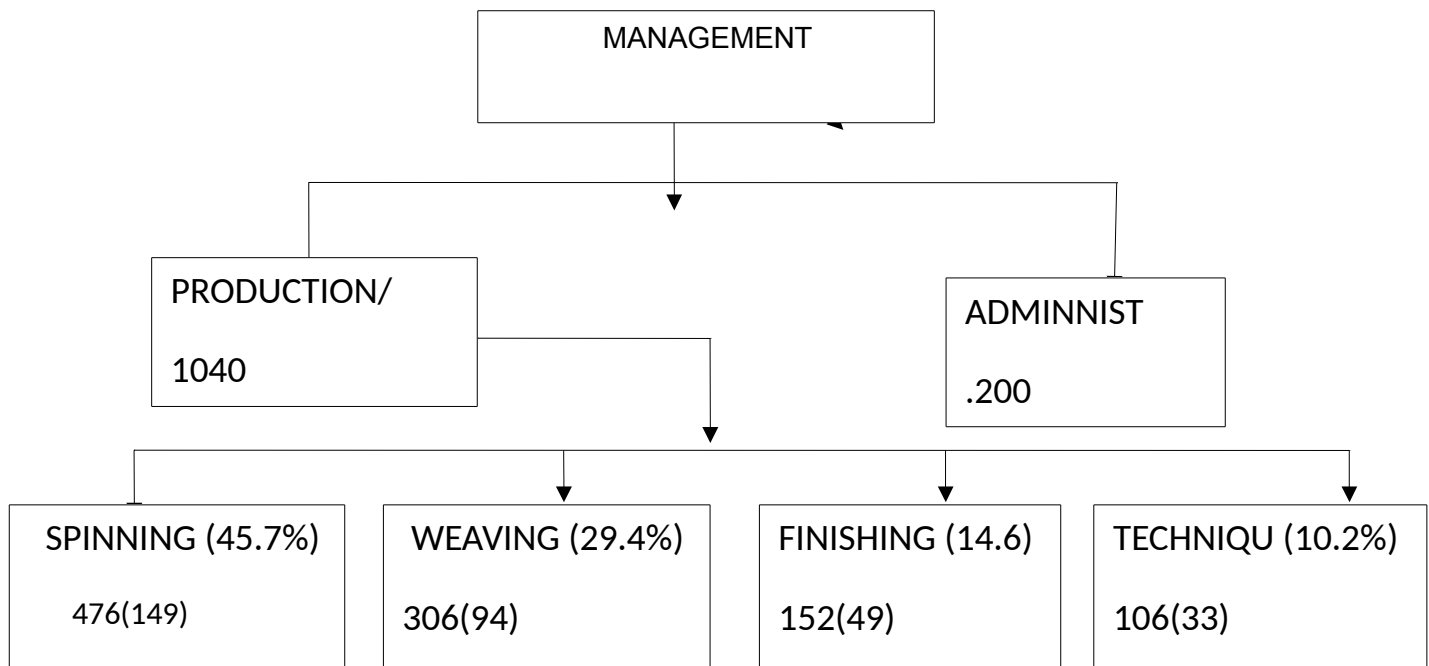 MANAGEMENT
PRODUCTION/
1040
ADMINNIST
.200
SPINNING (45.7%)
476(149)
WEAVING (29.4%)
306(94)
FINISHING (14.6)
152(49)
TECHNIQU (10.2%)
106(33)